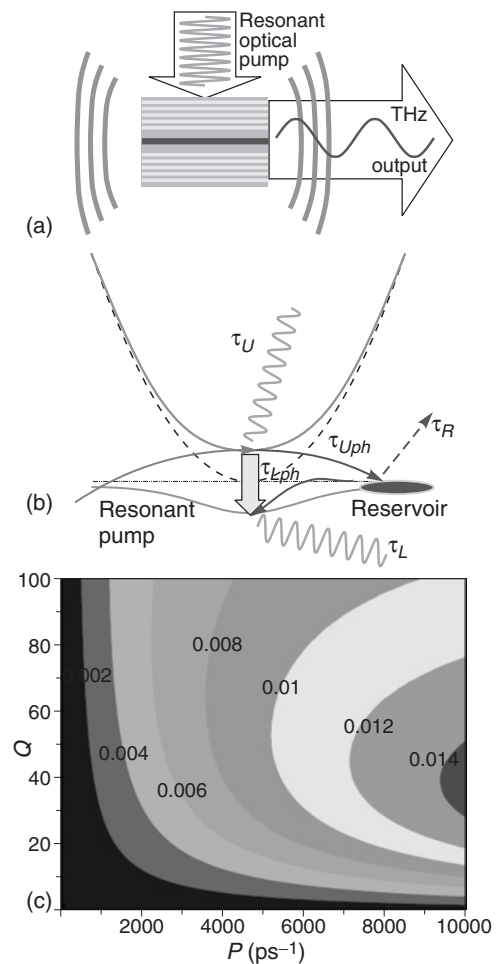 Resonant
optical
pump
THz
output
(a)
τU
τUph
τR
τLph
(b)
Resonant
pump
Reservoir
τL
100
80
60
40
20
Q
0.002
0.004
0.006
0.008
0.01
0.012
0.014
(c)
2000 4000 6000 8000 10000
P (ps⁻¹)